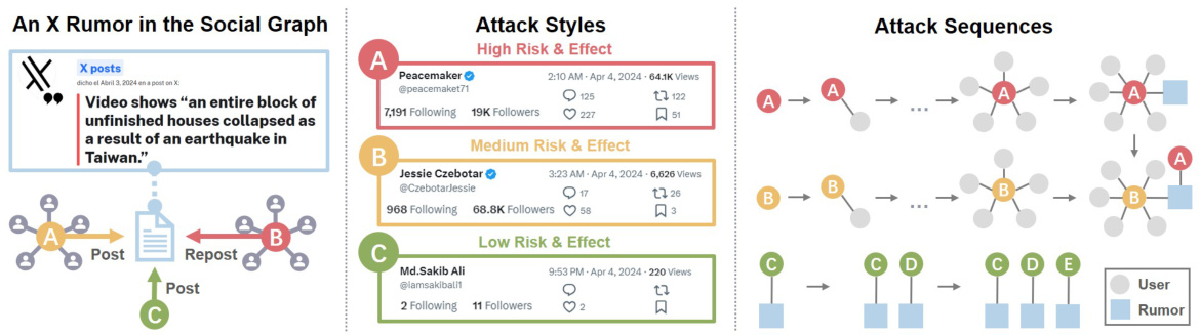 An X Rumor in the Social Graph
X posts
dicho el Abril 3, 2024 en a post on X:
Video shows “an entire block of
unfinished houses collapsed as
a result of an earthquake in
Taiwan.”
A
B
Post
Repost
Post
C
Attack Styles
High Risk & Effect
A
Peacemaker
2:10 AM · Apr 4, 2024 · 64.1K Views
@peacemaket71
125
122
7,191 Following 19K Followers
227
51
Medium Risk & Effect
B
Jessie Czebotar
3:23 AM · Apr 4, 2024 · 6,626 Views
@CzebotarJessie
17
26
968 Following 68.8K Followers
58
3
Low Risk & Effect
C
Md.Sakib Ali
9:53 PM · Apr 4, 2024 · 220 Views
@iamsakibali1
2 Following 11 Followers
2
Attack Sequences
A
A
...
A
A
A
B
B
...
B
B
C
C D
C D E
User
Rumor